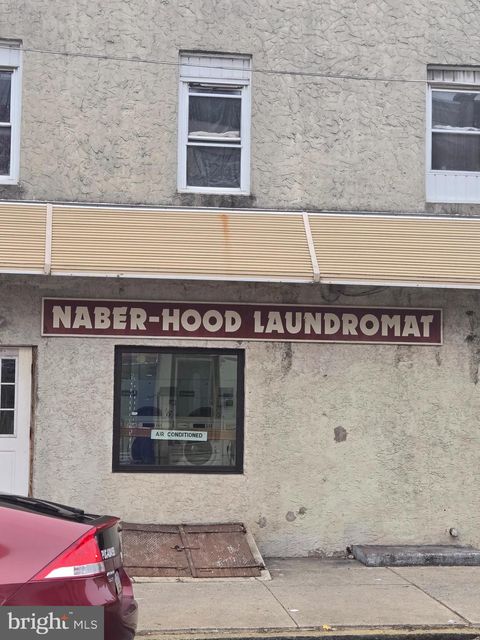 NABER-HOOD LAUNDROMAT
AIR CONDITIONED
bright MLS